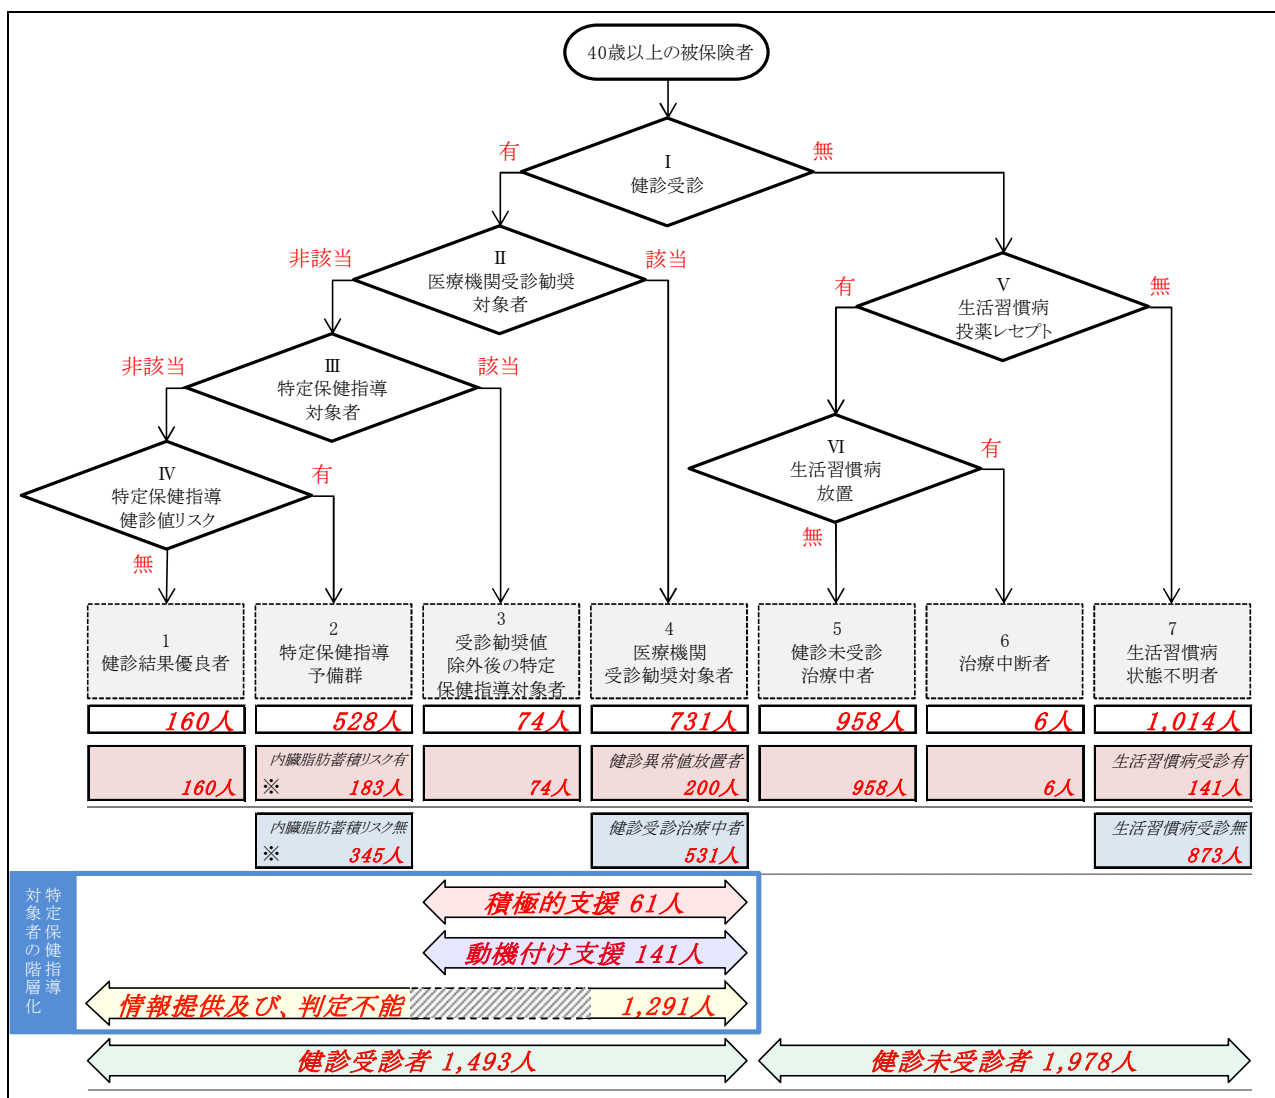 40歳以上の被保険者
Ⅰ
健診受診
有
無
Ⅱ
医療機関受診勧奨
対象者
非該当
該当
Ⅴ
生活習慣病
投薬レセプト
有
無
Ⅲ
特定保健指導
対象者
非該当
該当
Ⅵ
生活習慣病
放置
有
無
Ⅳ
特定保健指導
健診値リスク
有
無
1
健診結果優良者
2
特定保健指導
予備群
3
受診勧奨値
除外後の特定
保健指導対象者
4
医療機関
受診勧奨対象者
5
健診未受診
治療中者
6
治療中断者
7
生活習慣病
状態不明者
160人
528人
74人
731人
958人
6人
1,014人
160人
内臓脂肪蓄積リスク有
※ 183人
74人
健診異常値放置者
200人
958人
6人
生活習慣病受診有
141人
内臓脂肪蓄積リスク無
※ 345人
健診受診治療中者
531人
生活習慣病受診無
873人
特定保健指導
対象者の階層化
積極的支援 61人
動機付け支援 141人
情報提供及び、判定不能 1,291人
健診受診者 1,493人
健診未受診者 1,978人